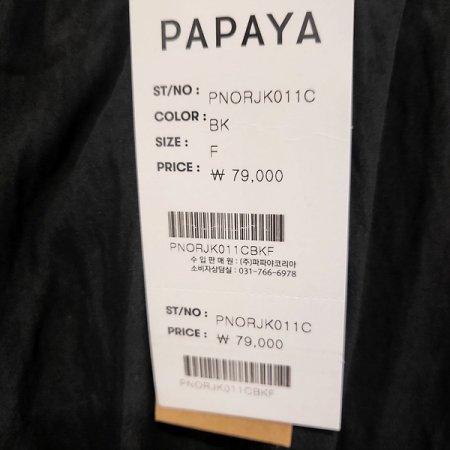 PAPAYA
ST/NO : PNORJK011C
COLOR : BK
SIZE : F
PRICE : ₩ 79,000
PNORJK011CBKF
수 입 판 매 원 : (주)파파야코리아
소비자상담실 : 031-766-6978
ST/NO : PNORJK011C
PRICE : ₩ 79,000
PNORJK011CBKF